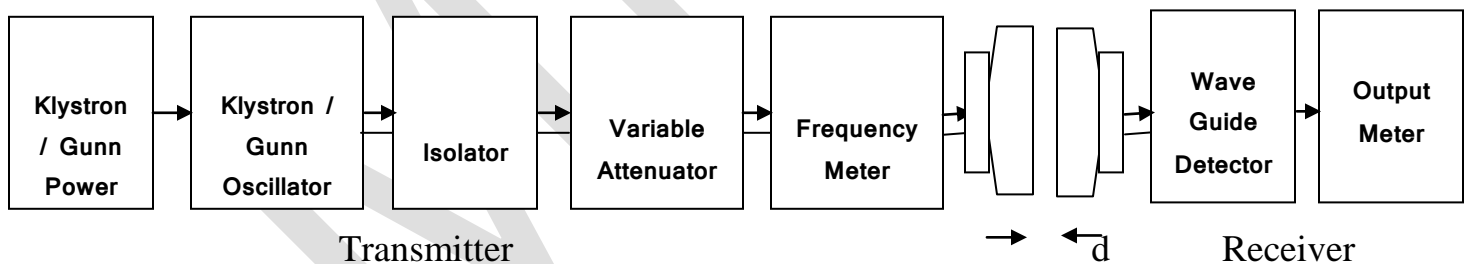 Klystron
/ Gunn
Power
Klystron /
Gunn
Oscillator
Isolator
Variable
Attenuator
Frequency
Meter
Wave
Guide
Detector
Output
Meter
Transmitter
d
Receiver